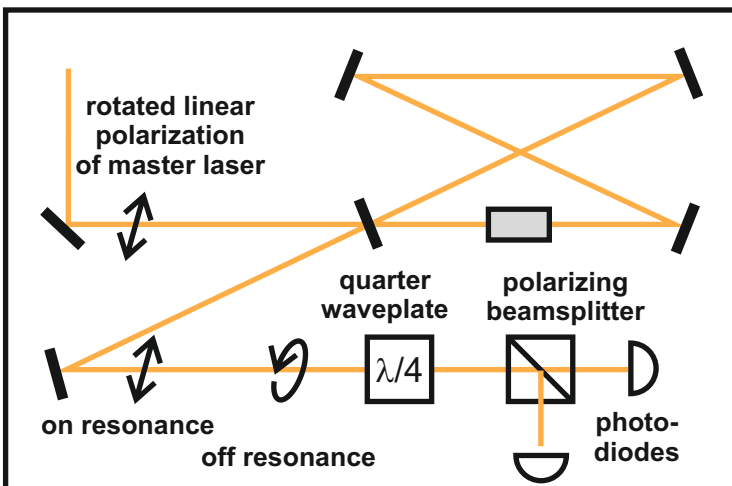 rotated linear
polarization
of master laser
quarter
waveplate
polarizing
beamsplitter
λ/4
on resonance
off resonance
photo-
diodes